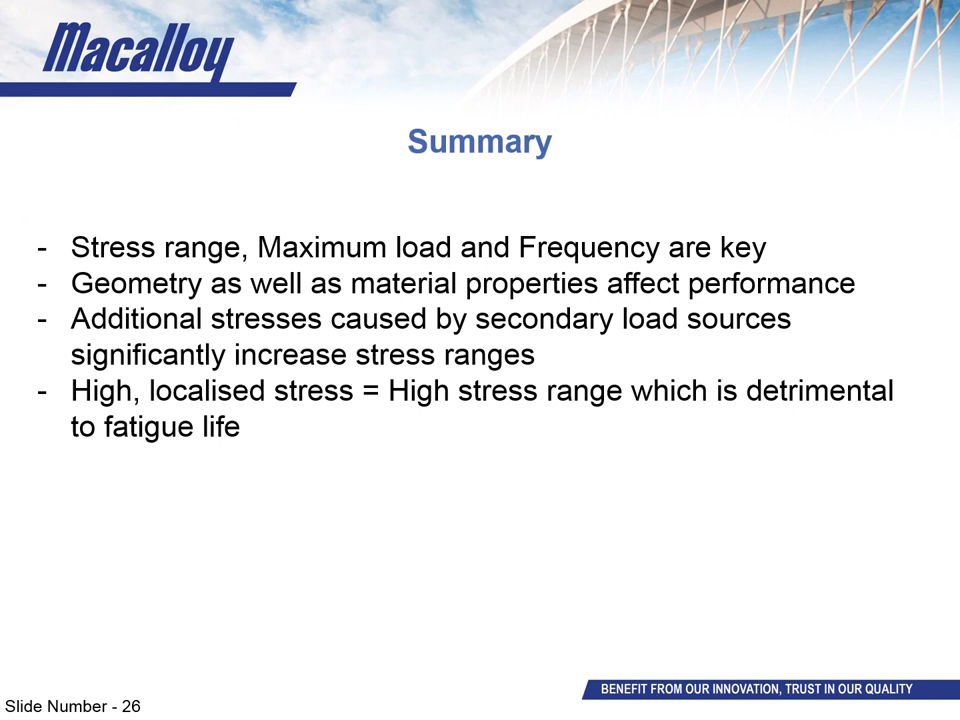 Macalloy
Summary
- Stress range, Maximum load and Frequency are key
- Geometry as well as material properties affect performance
- Additional stresses caused by secondary load sources
significantly increase stress ranges
- High, localised stress = High stress range which is detrimental
to fatigue life
BENEFIT FROM OUR INNOVATION, TRUST IN OUR QUALITY
Slide Number - 26